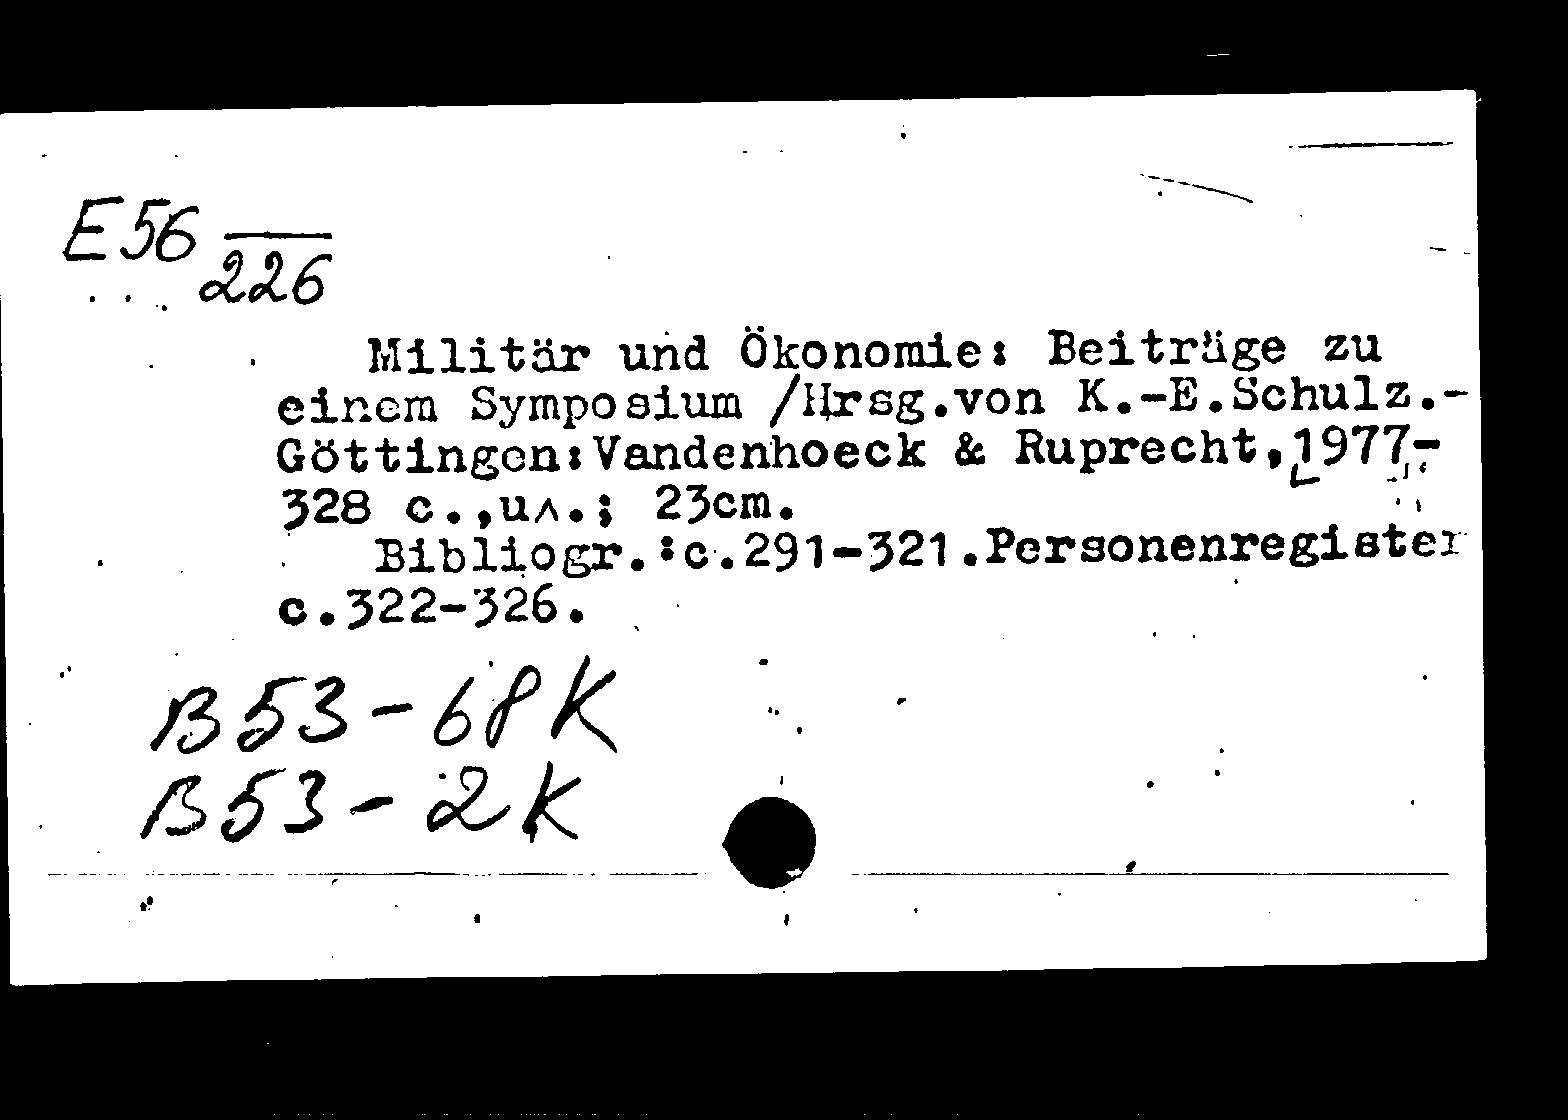 E56 226
Militär und Ökonomie: Beiträge zu
einem Symposium /Hrsg.von K.-E.Schulz.-
Göttingen:Vandenhoeck & Ruprecht,1977-
328 с.,ил.; 23cm.
Bibliogr.:c.291-321.Personenregister
c.322-326.
B53-68K
B53-2K